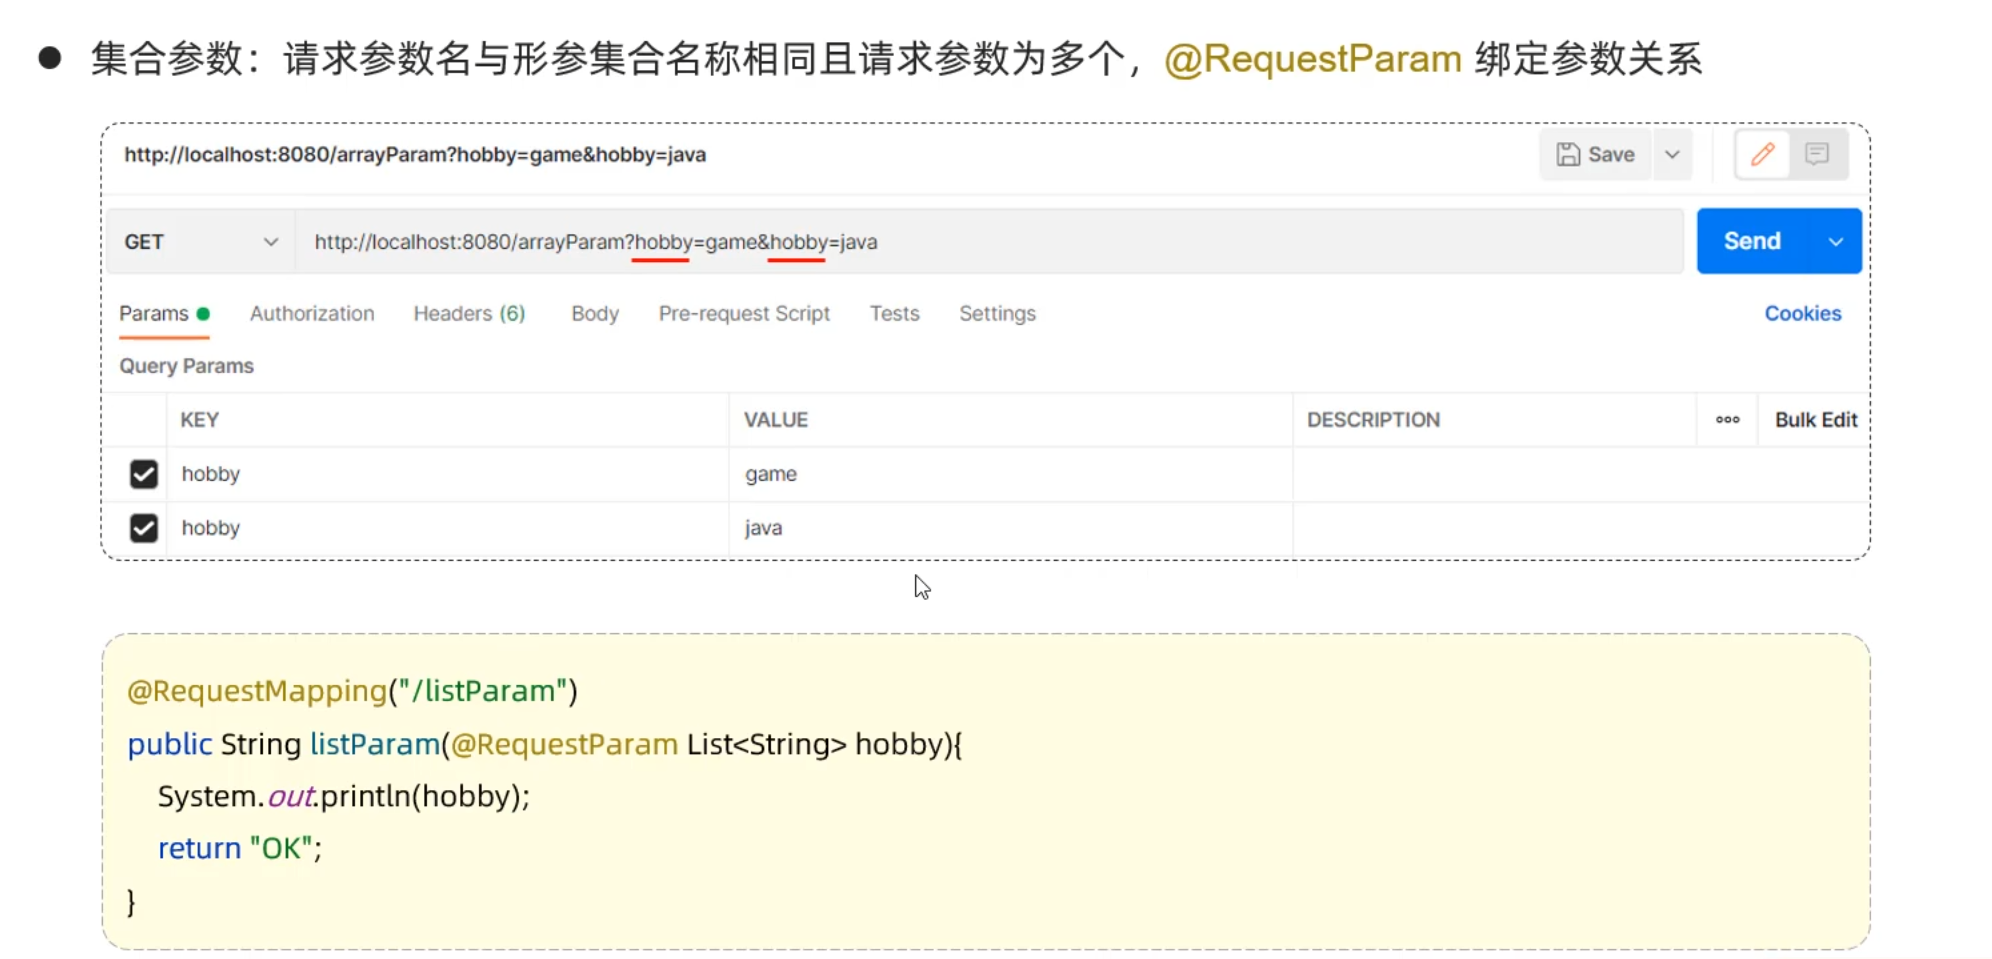 ● 集合参数：请求参数名与形参集合名称相同且请求参数为多个，@RequestParam 绑定参数关系
http://localhost:8080/arrayParam?hobby=game&hobby=java
Save
GET
http://localhost:8080/arrayParam?hobby=game&hobby=java
Send
Params Authorization Headers (6) Body Pre-request Script Tests Settings Cookies
Query Params
KEY VALUE DESCRIPTION ooo Bulk Edit
hobby game
hobby java
@RequestMapping("/listParam")
public String listParam(@RequestParam List<String> hobby){
System.out.println(hobby);
return "OK";
}